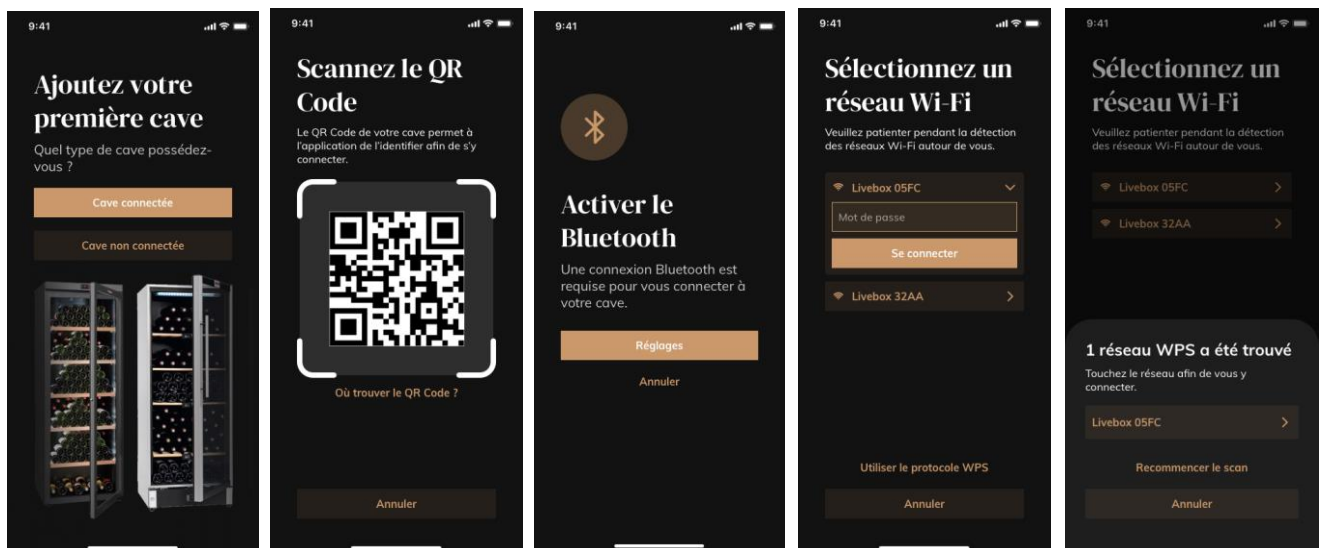 9:41
Ajoutez votre
première cave
Quel type de cave possédez-
vous ?
Cave connectée
Cave non connectée
9:41
Scannez le QR
Code
Le QR Code de votre cave permet à
l'application de l'identifier afin de s'y
connecter.
Où trouver le QR Code ?
Annuler
9:41
Activer le
Bluetooth
Une connexion Bluetooth est
requise pour vous connecter à
votre cave.
Réglages
Annuler
9:41
Sélectionnez un
réseau Wi-Fi
Veuillez patienter pendant la détection
des réseaux Wi-Fi autour de vous.
Livebox 05FC
Mot de passe
Se connecter
Livebox 32AA
Utiliser le protocole WPS
Annuler
9:41
Sélectionnez un
réseau Wi-Fi
Veuillez patienter pendant la détection
des réseaux Wi-Fi autour de vous.
Livebox 05FC
Livebox 32AA
1 réseau WPS a été trouvé
Touchez le réseau afin de vous y
connecter.
Livebox 05FC
Recommencer le scan
Annuler